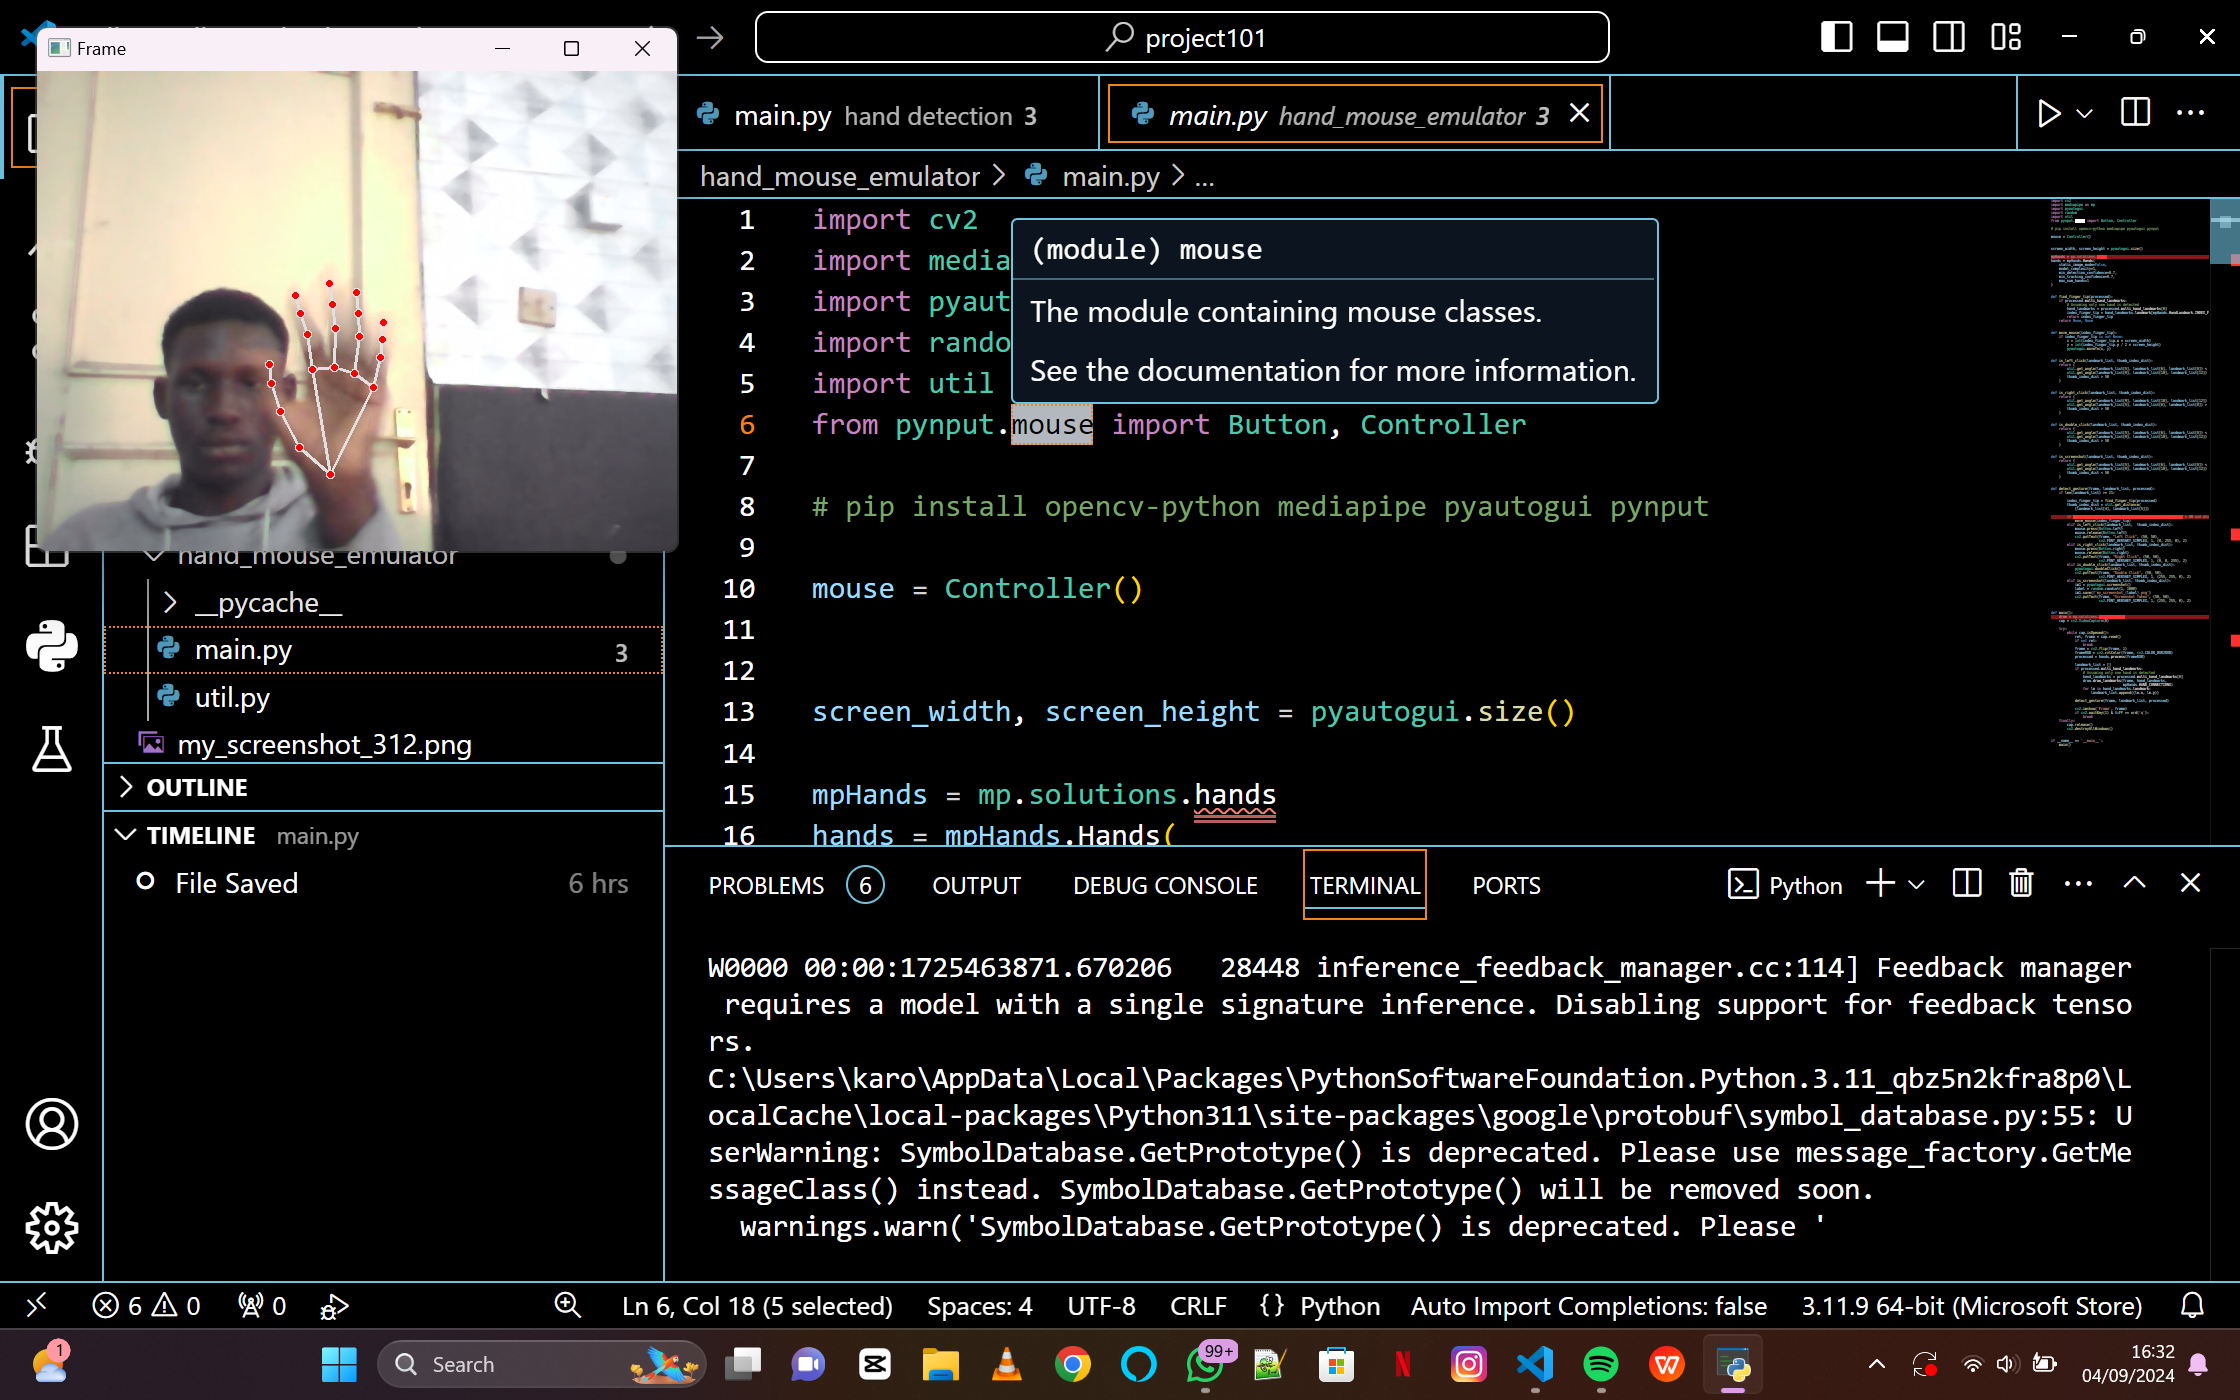 Frame
project101
main.py hand detection 3
main.py hand_mouse_emulator 3
hand_mouse_emulator > main.py > ...
1 import cv2
2 import media
3 import pyaut
4 import rando
5 import util
(module) mouse
The module containing mouse classes.
See the documentation for more information.
6 from pynput.mouse import Button, Controller
7
8 # pip install opencv-python mediapipe pyautogui pynput
9
10 mouse = Controller()
11
12
13 screen_width, screen_height = pyautogui.size()
14
15 mpHands = mp.solutions.hands
16 hands = mpHands.Hands(
hand_mouse_emulator
__pycache__
main.py 3
util.py
my_screenshot_312.png
OUTLINE
TIMELINE main.py
File Saved 6 hrs
PROBLEMS 6 OUTPUT DEBUG CONSOLE TERMINAL PORTS
Python
W0000 00:00:1725463871.670206   28448 inference_feedback_manager.cc:114] Feedback manager
requires a model with a single signature inference. Disabling support for feedback tenso
rs.
C:\Users\karo\AppData\Local\Packages\PythonSoftwareFoundation.Python.3.11_qbz5n2kfra8p0\L
ocalCache\local-packages\Python311\site-packages\google\protobuf\symbol_database.py:55: U
serWarning: SymbolDatabase.GetPrototype() is deprecated. Please use message_factory.GetMe
ssageClass() instead. SymbolDatabase.GetPrototype() will be removed soon.
warnings.warn('SymbolDatabase.GetPrototype() is deprecated. Please '
6 0 0
Ln 6, Col 18 (5 selected) Spaces: 4 UTF-8 CRLF {} Python Auto Import Completions: false 3.11.9 64-bit (Microsoft Store)
1
Search
99+
16:32
04/09/2024